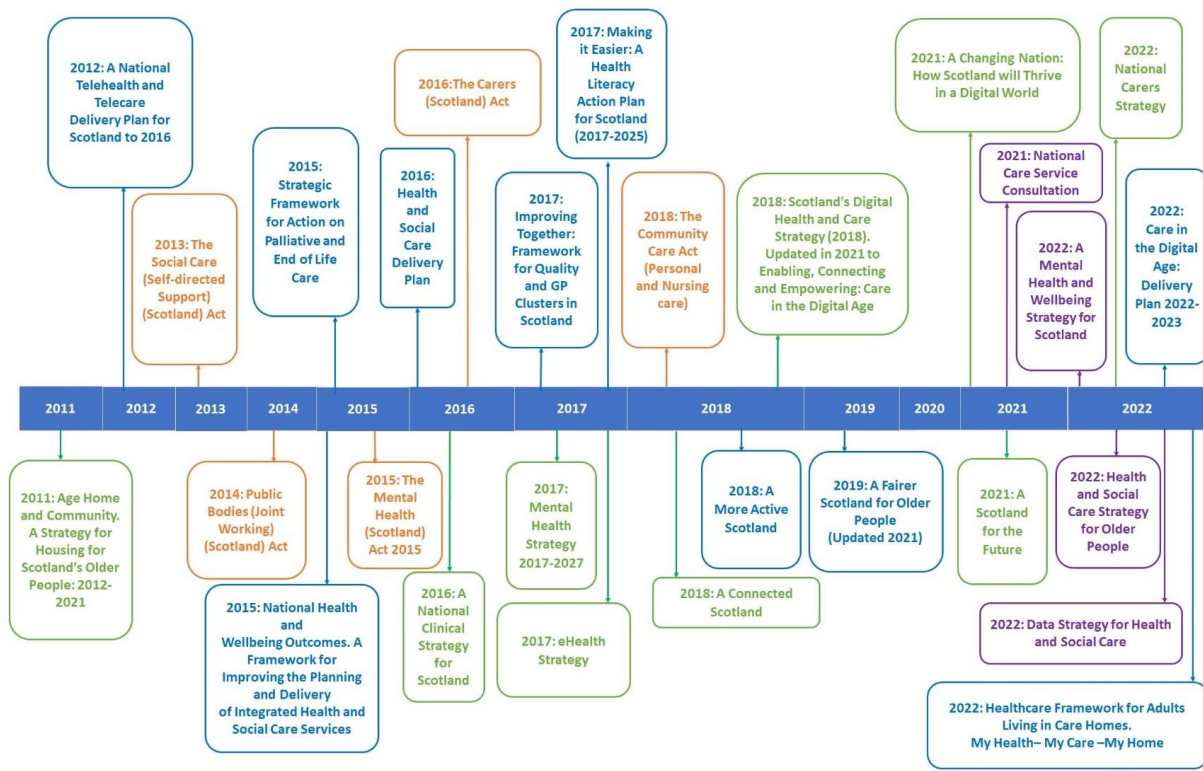 2012: A National
Telehealth and
Telecare
Delivery Plan for
Scotland to 2016
2013: The
Social Care
(Self-directed
Support)
(Scotland) Act
2015:
Strategic
Framework
for Action on
Palliative and
End of Life
Care
2016:
Health
and
Social Care
Delivery
Plan
2016:The Carers
(Scotland) Act
2017:
Improving
Together:
Framework
for Quality
and GP
Clusters in
Scotland
2017: Making
it Easier: A
Health
Literacy
Action Plan
for Scotland
(2017-2025)
2018: The
Community
Care Act
(Personal
and Nursing
care)
2018: Scotland's
Digital Health and Care
Strategy (2018).
Updated in 2021 to
Enabling, Connecting
and Empowering: Care
in the Digital Age
2021: A Changing Nation:
How Scotland will Thrive
in a Digital World
2021: National
Care Service
Consultation
2022: A
Mental
Health and
Wellbeing
Strategy for
Scotland
2022:
National
Carers
Strategy
2022:
Care in
the Digital
Age:
Delivery
Plan 2022-
2023
2011 2012 2013 2014 2015 2016 2017 2018 2019 2020 2021 2022
2011: Age Home
and Community.
A Strategy for
Housing for
Scotland’s Older
People: 2012-
2021
2014: Public
Bodies (Joint
Working)
(Scotland) Act
2015: National Health
and
Wellbeing Outcomes. A
Framework for
Improving the Planning
and Delivery
of Integrated Health and
Social Care Services
2015: The
Mental
Health
(Scotland)
Act 2015
2016: A
National
Clinical
Strategy
for
Scotland
2017:
Mental
Health
Strategy
2017-2027
2017: eHealth
Strategy
2018: A Connected
Scotland
2018: A
More Active
Scotland
2019: A Fairer
Scotland for Older
People
(Updated 2021)
2021: A
Scotland
for the
Future
2022: Health
and Social
Care Strategy
for Older
People
2022: Data Strategy for
Health and Social Care
2022: Healthcare Framework for Adults
Living in Care Homes.
My Health– My Care –My Home